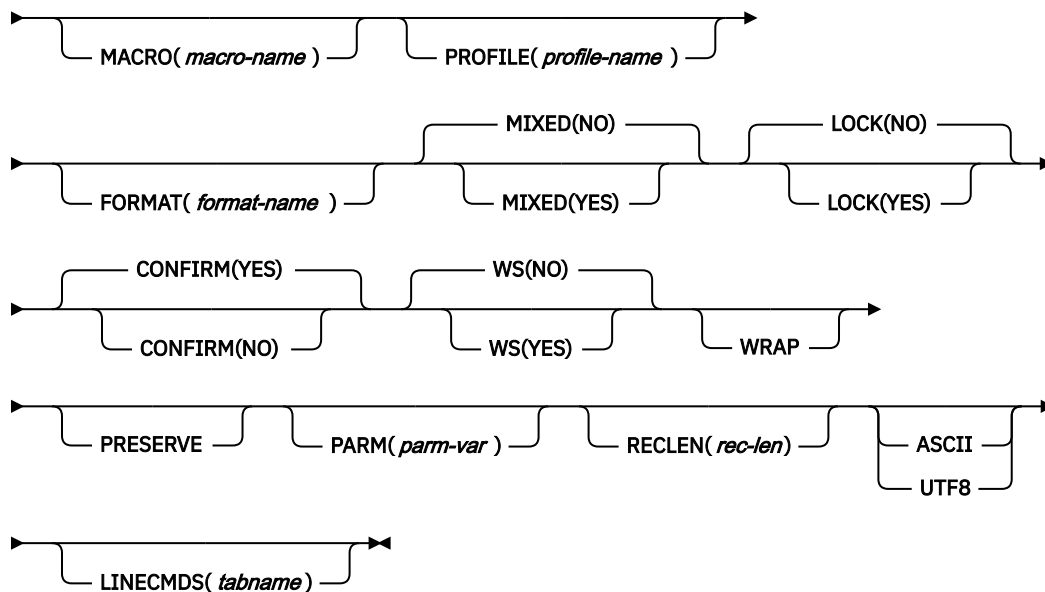 MACRO( macro-name ) PROFILE( profile-name )
MIXED(NO) LOCK(NO)
FORMAT( format-name ) MIXED(YES) LOCK(YES)
CONFIRM(YES) WS(NO)
CONFIRM(NO) WS(YES) WRAP
PRESERVE PARM( parm-var ) RECLEN( rec-len) ASCII
UTF8
LINECMDS( tabname )